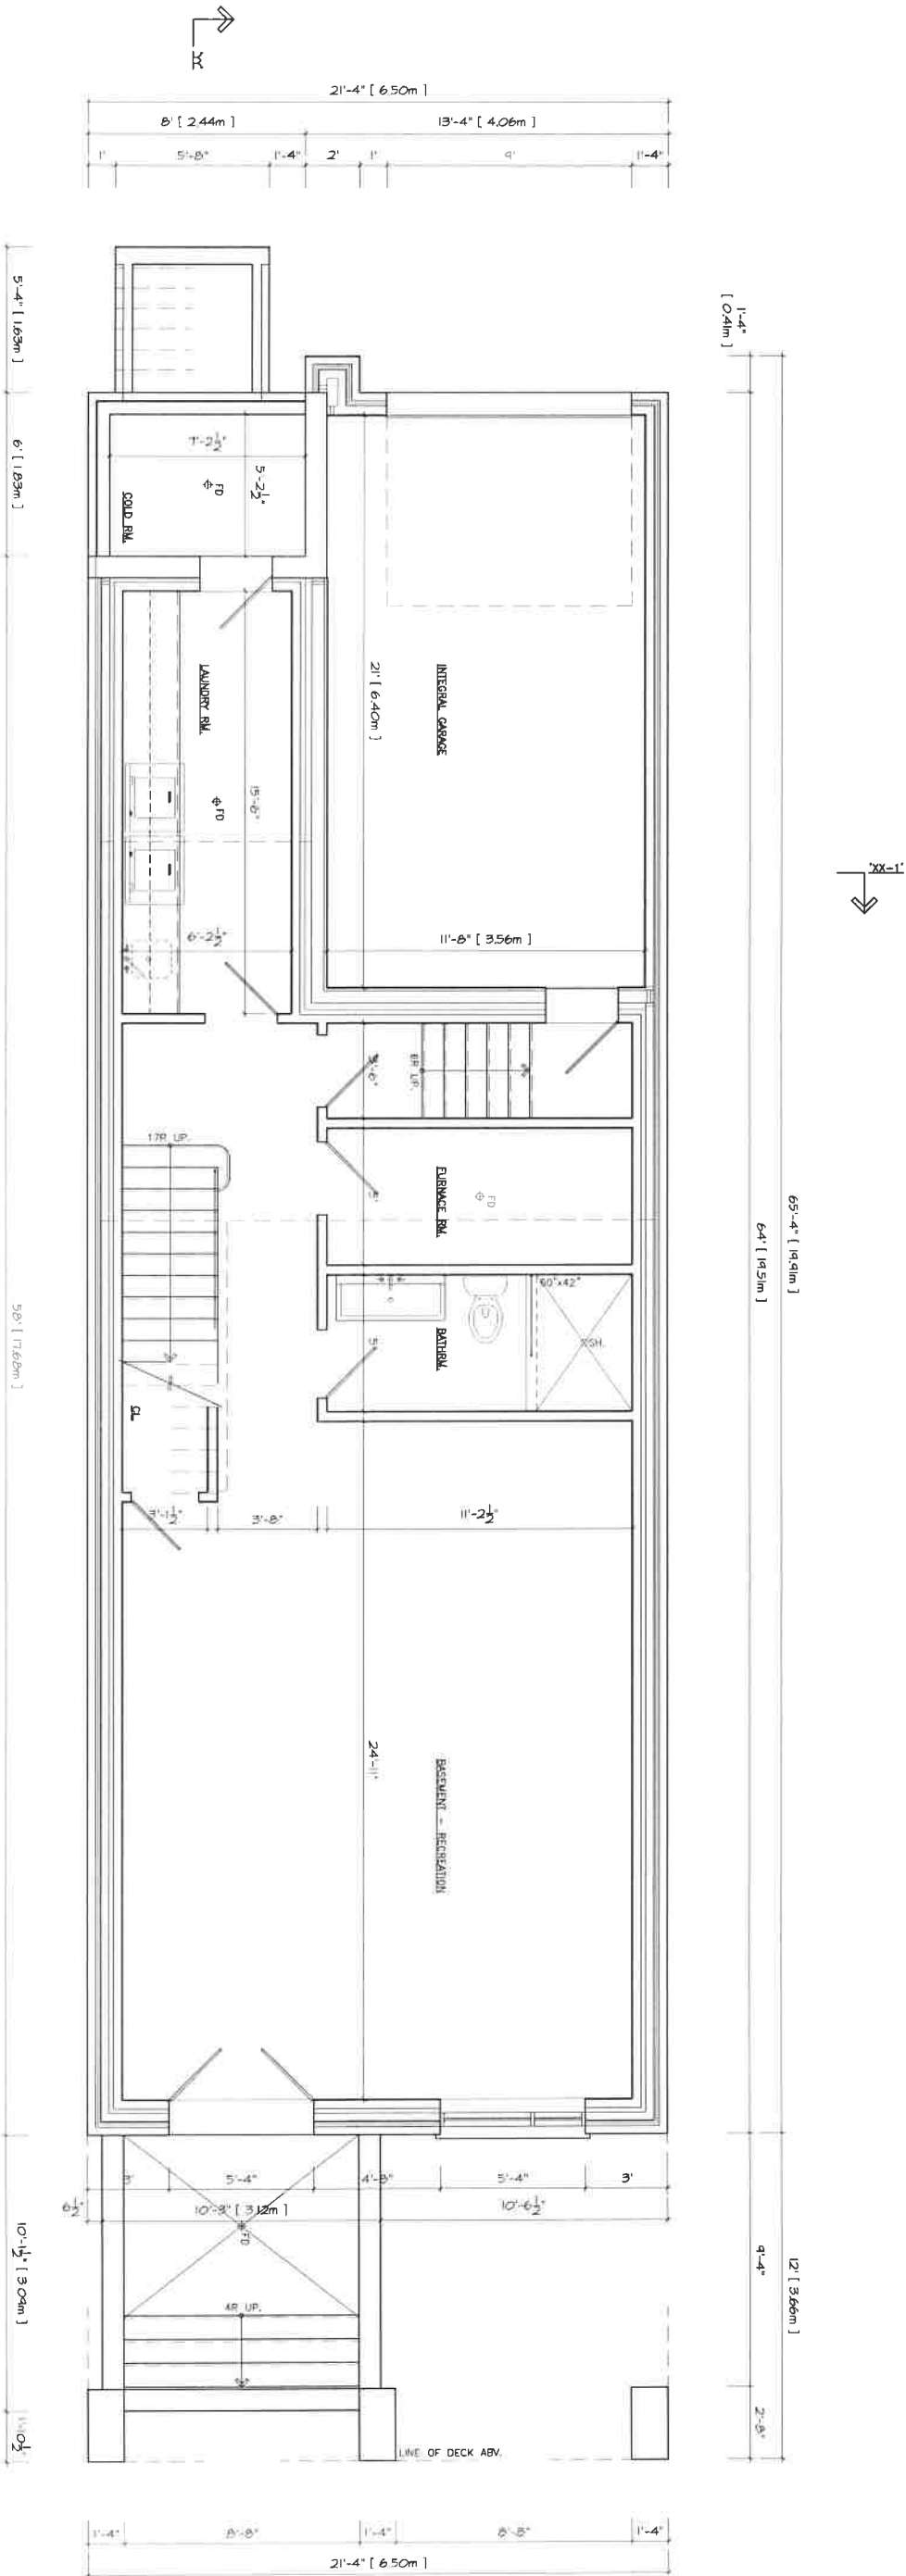 21'-4" [ 6.50m ]
8' [ 2.44m ]
13'-4" [ 4.06m ]
1'
5'-8"
1'-4"
2'
1'
9'
1'-4"
5'-4" [ 1.63m ]
1'-4"
[ 0.41m ]
6' [ 1.83m ]
7'-2½"
5'-2½"
FD
COLD RM.
LAUNDRY RM.
21' [ 6.40m ]
INTEGRAL GARAGE
15'-6"
FD
'XX-1'
6'-2½"
11'-8" [ 3.56m ]
6R UP.
17R UP.
5'
FURNACE RM.
FD
65'-4" [ 19.91m ]
64' [ 19.51m ]
60"x42"
SH.
5'
BATHRM.
58' [ 17.68m ]
CL
3'-1½"
3'-8"
11'-2½"
24'-11"
BASEMENT - RECREATION
3'
5'-4"
4'-8"
5'-4"
3'
6½"
10'-3" [ 3.12m ]
10'-6½"
FD
4R UP.
10'-1½" [ 3.09m ]
9'-4"
12' [ 3.66m ]
2'-8"
LINE OF DECK ABV.
1'-4"
8'-8"
1'-4"
8'-8"
1'-4"
21'-4" [ 6.50m ]